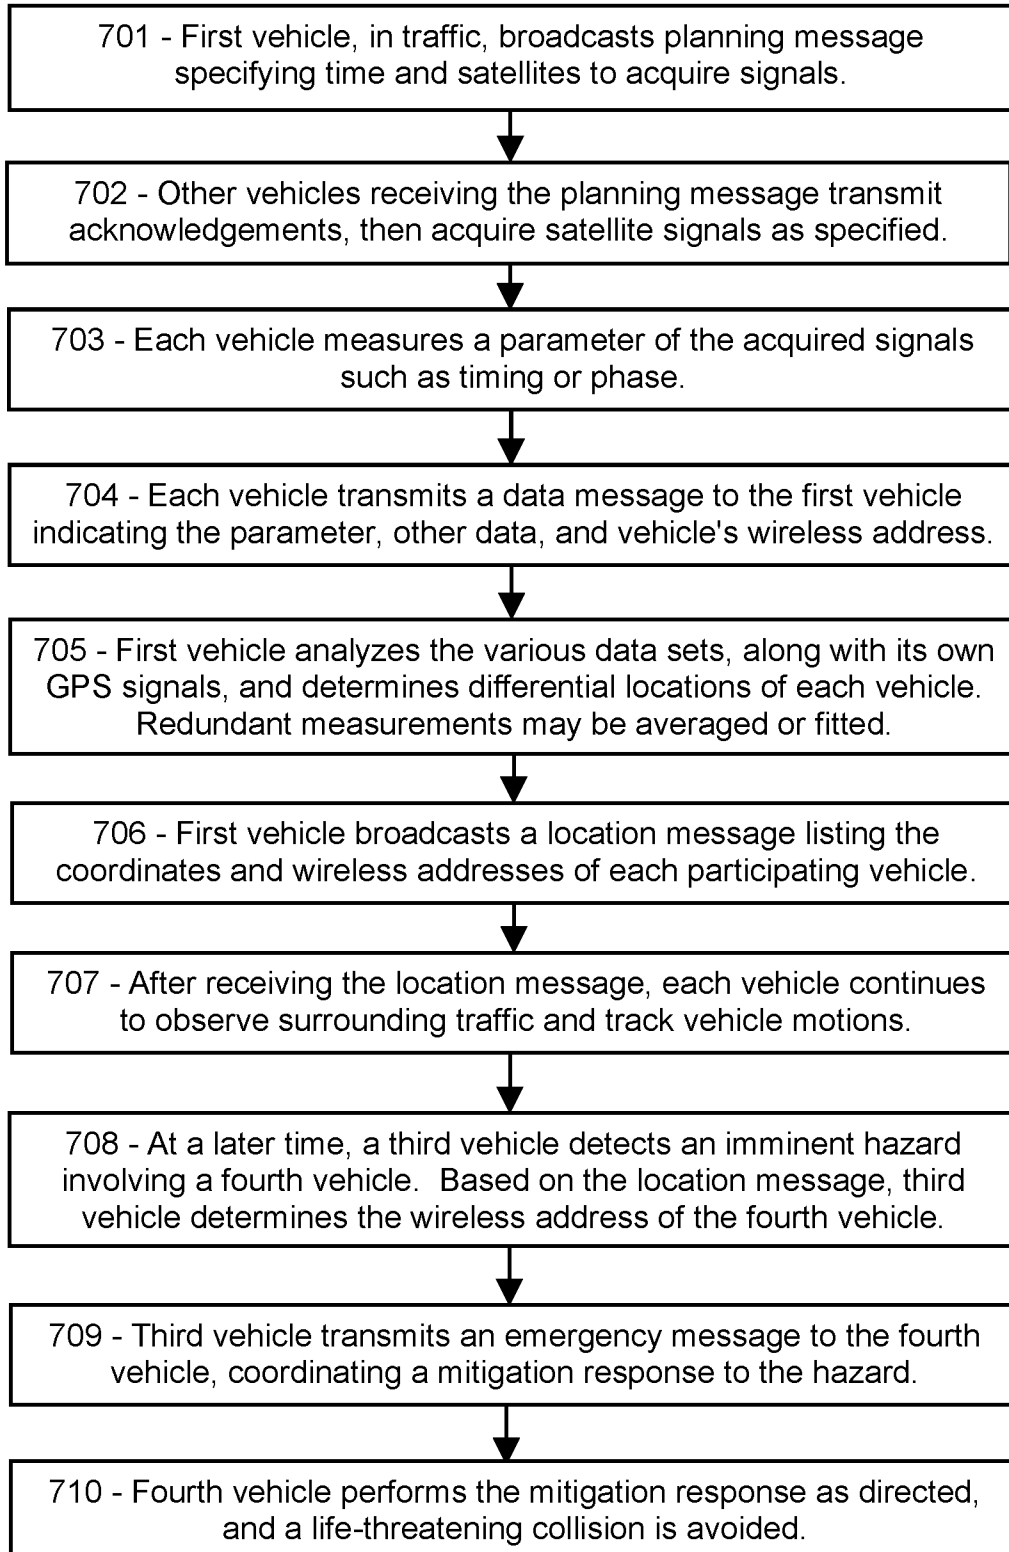 701 - First vehicle, in traffic, broadcasts planning message
specifying time and satellites to acquire signals.
702 - Other vehicles receiving the planning message transmit
acknowledgements, then acquire satellite signals as specified.
703 - Each vehicle measures a parameter of the acquired signals
such as timing or phase.
704 - Each vehicle transmits a data message to the first vehicle
indicating the parameter, other data, and vehicle's wireless address.
705 - First vehicle analyzes the various data sets, along with its own
GPS signals, and determines differential locations of each vehicle.
Redundant measurements may be averaged or fitted.
706 - First vehicle broadcasts a location message listing the
coordinates and wireless addresses of each participating vehicle.
707 - After receiving the location message, each vehicle continues
to observe surrounding traffic and track vehicle motions.
708 - At a later time, a third vehicle detects an imminent hazard
involving a fourth vehicle.  Based on the location message, third
vehicle determines the wireless address of the fourth vehicle.
709 - Third vehicle transmits an emergency message to the fourth
vehicle, coordinating a mitigation response to the hazard.
710 - Fourth vehicle performs the mitigation response as directed,
and a life-threatening collision is avoided.